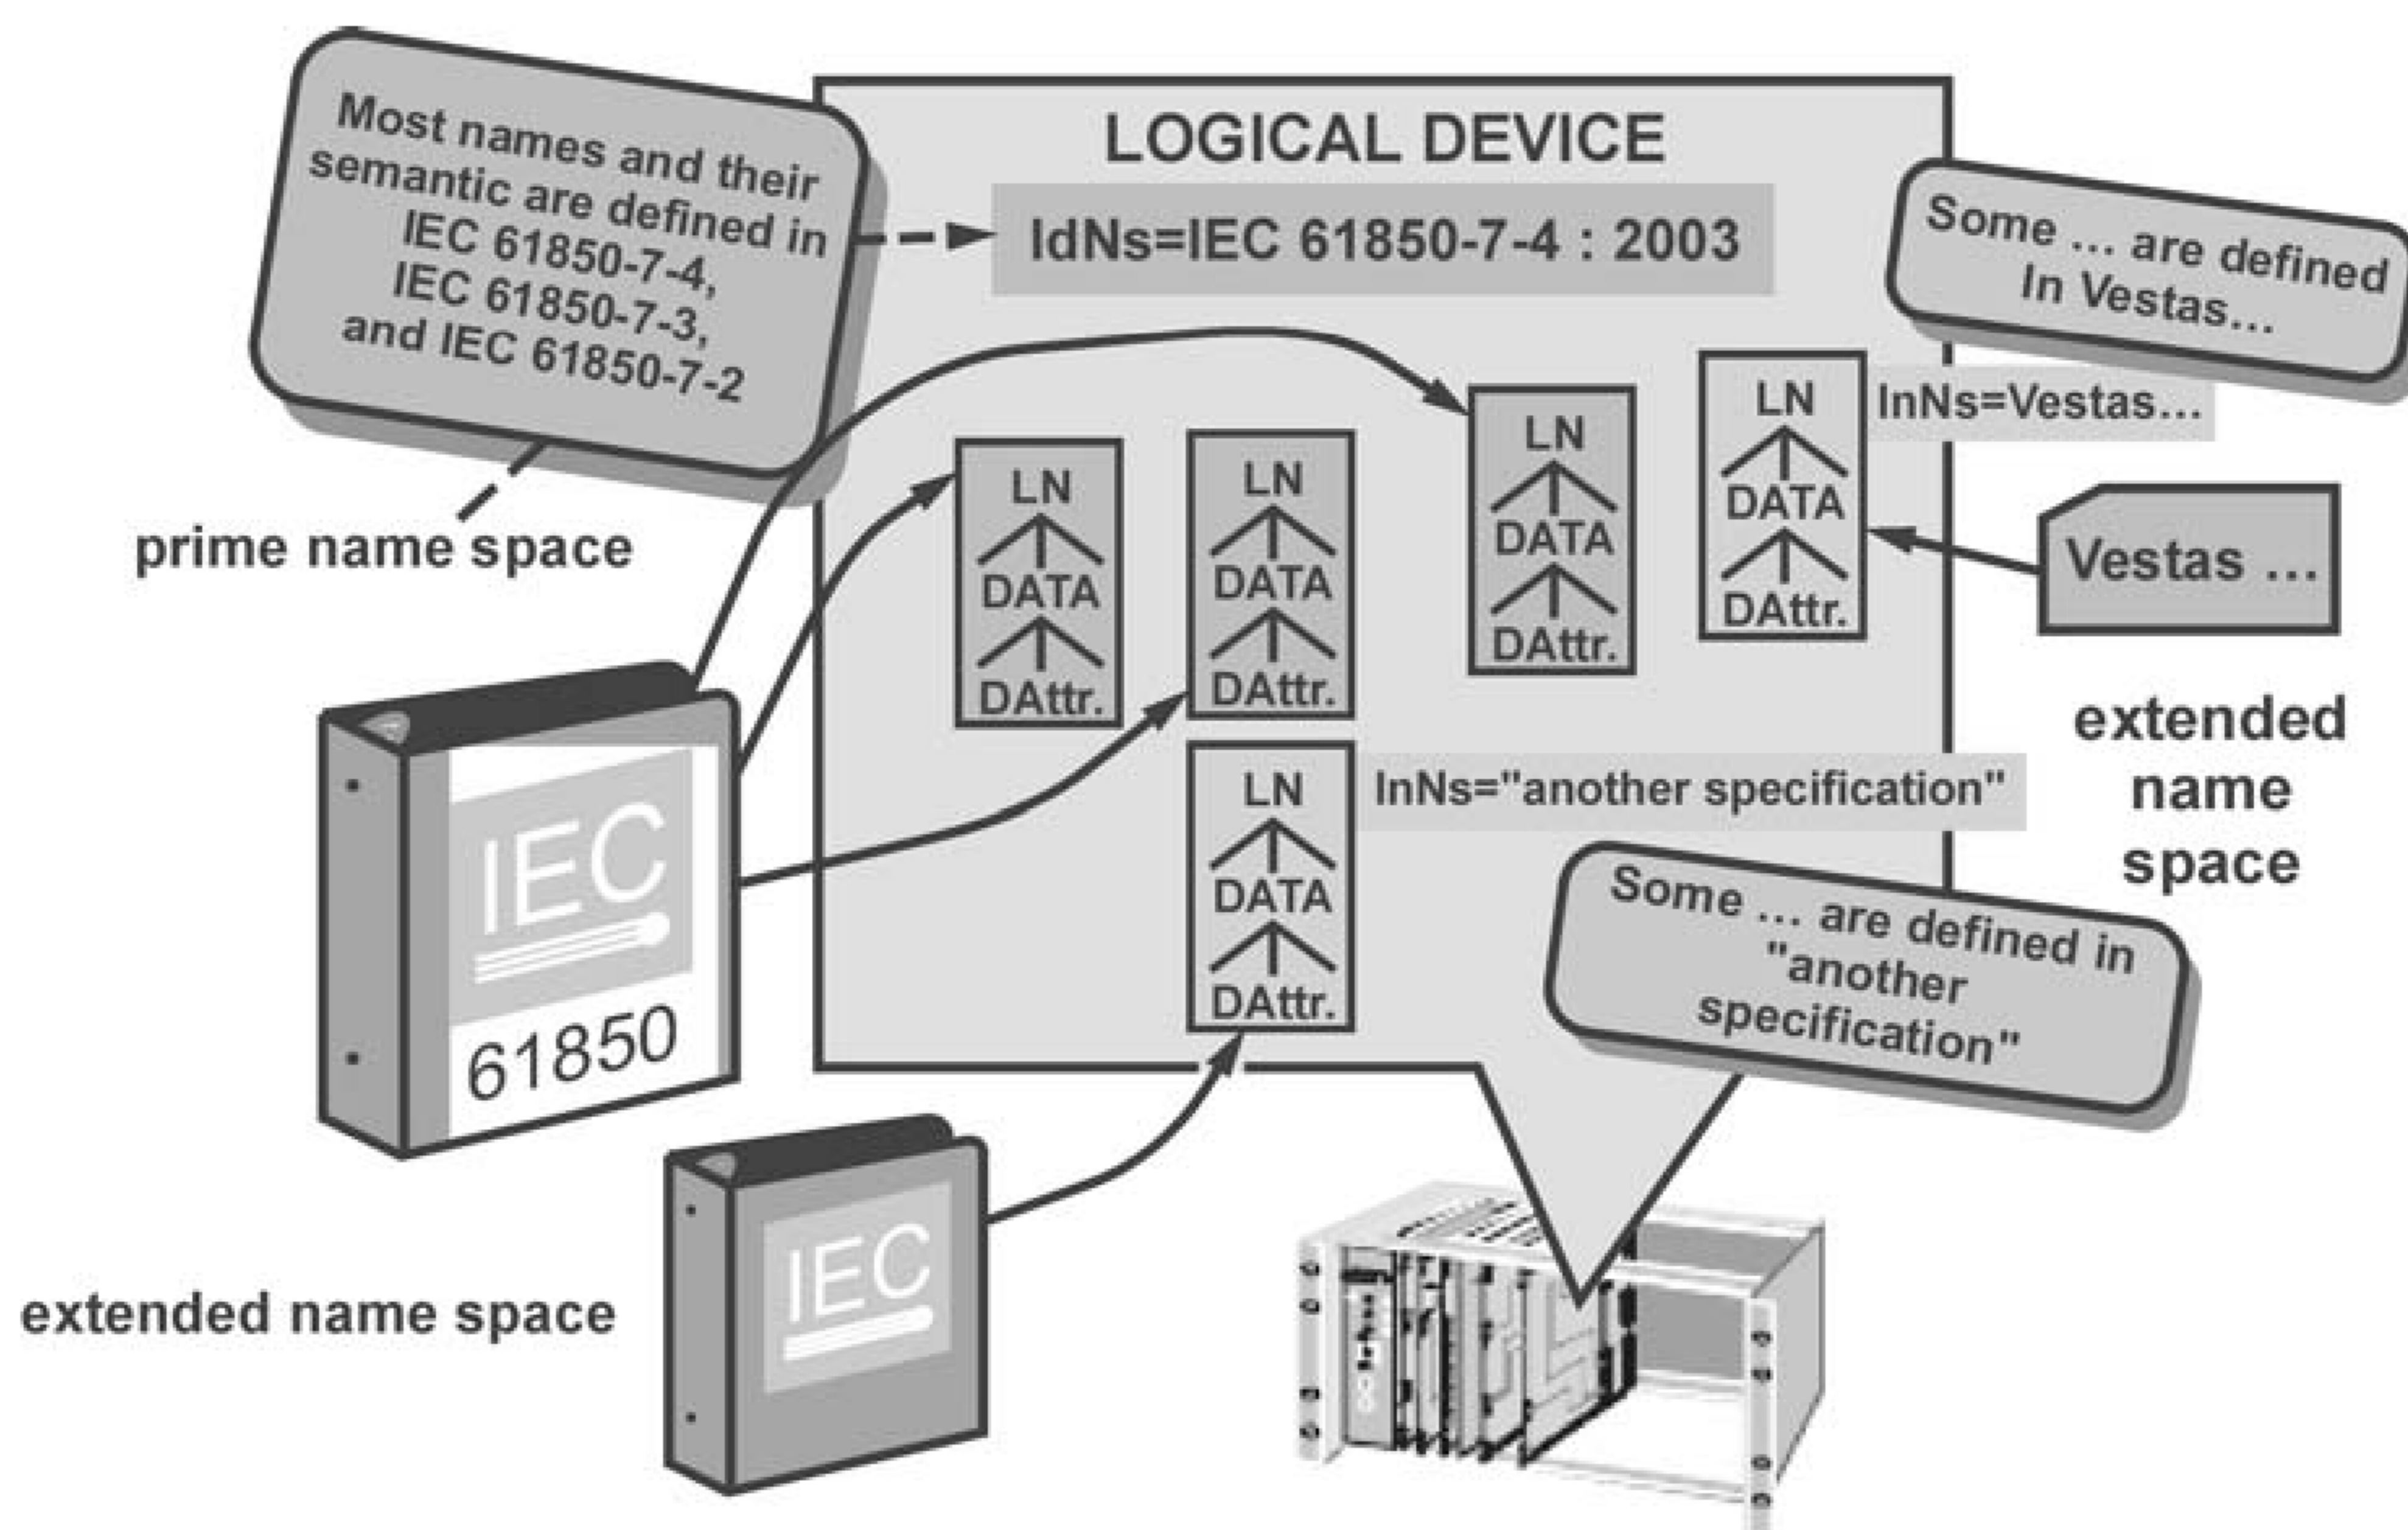 Most names and their
semantic are defined in
IEC 61850-7-4,
IEC 61850-7-3,
and IEC 61850-7-2
prime name space
LOGICAL DEVICE
IdNs=IEC 61850-7-4 : 2003
Some ... are defined
In Vestas...
LN
DATA
DAttr.
LN
DATA
DAttr.
LN
DATA
DAttr.
LN
DATA
DAttr.
InNs=Vestas...
Vestas ...
extended
name
space
LN
DATA
DAttr.
InNs="another specification"
Some ... are defined in
"another
specification"
IEC
61850
IEC
extended name space